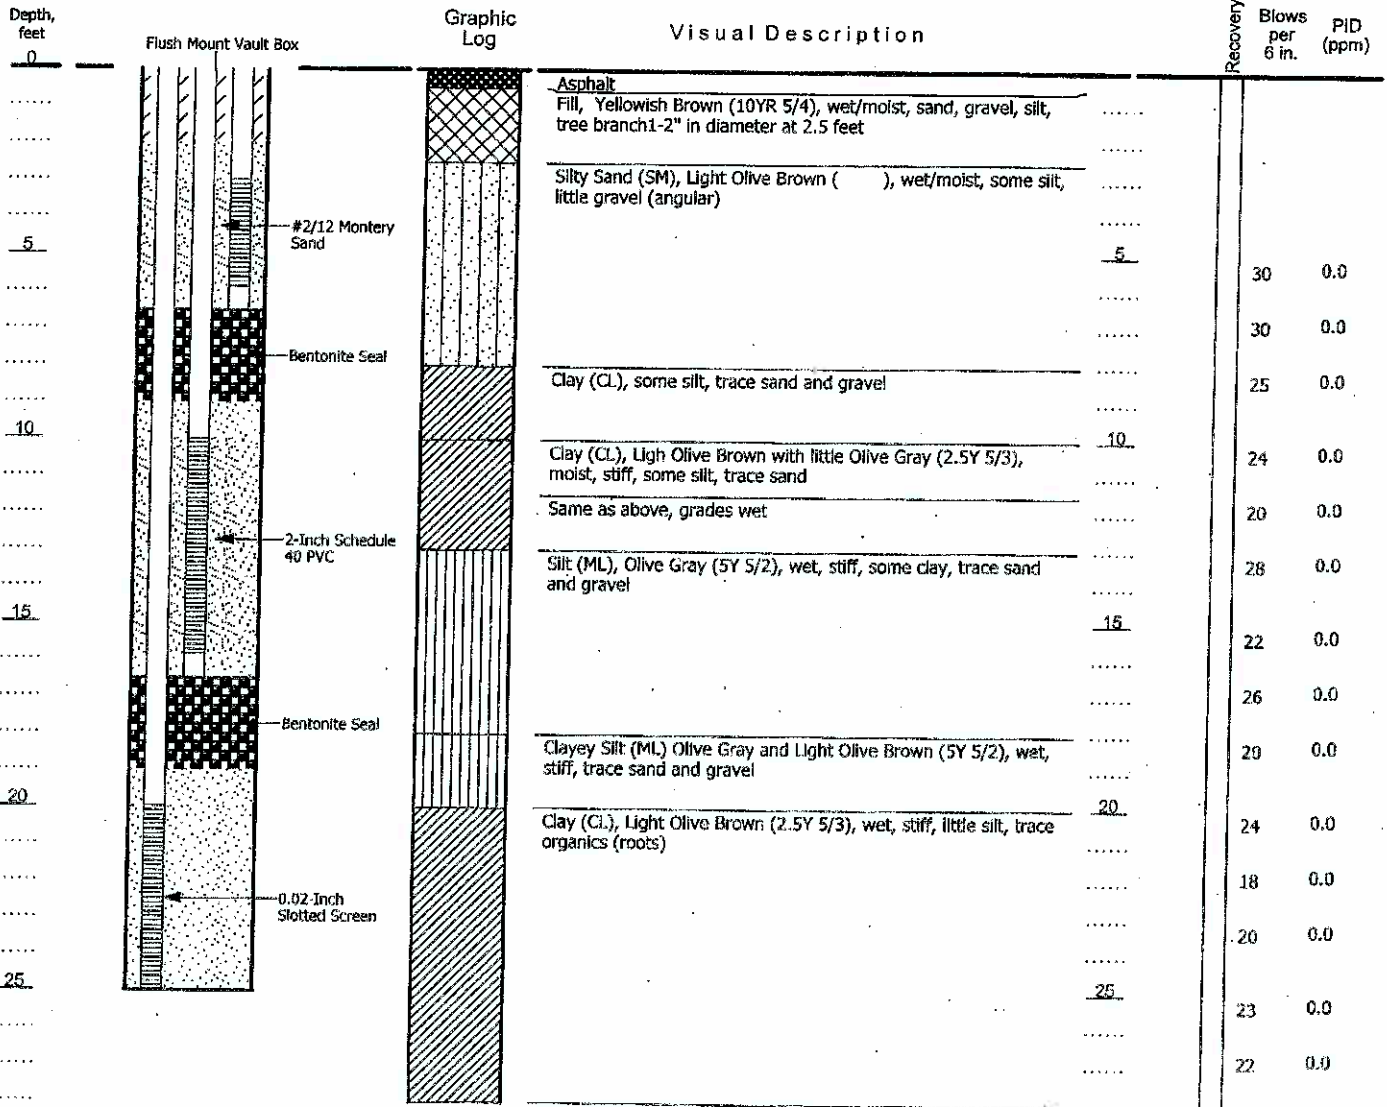 Depth,
feet
Flush Mount Vault Box
Graphic
Log
Visual Description
Recovery
Blows
per
6 in.
PID
(ppm)
0
Asphalt
Fill, Yellowish Brown (10YR 5/4), wet/moist, sand, gravel, silt,
tree branch1-2" in diameter at 2.5 feet
Silty Sand (SM), Light Olive Brown ( ), wet/moist, some silt,
little gravel (angular)
#2/12 Montery
Sand
5
5
30 0.0
30 0.0
Bentonite Seal
Clay (CL), some silt, trace sand and gravel
25 0.0
10
10
Clay (CL), Ligh Olive Brown with little Olive Gray (2.5Y 5/3),
moist, stiff, some silt, trace sand
24 0.0
Same as above, grades wet
20 0.0
2-Inch Schedule
40 PVC
Silt (ML), Olive Gray (5Y 5/2), wet, stiff, some clay, trace sand
and gravel
28 0.0
15
15
22 0.0
26 0.0
Bentonite Seal
Clayey Silt (ML) Olive Gray and Light Olive Brown (5Y 5/2), wet,
stiff, trace sand and gravel
20 0.0
20
20
Clay (CL), Light Olive Brown (2.5Y 5/3), wet, stiff, little silt, trace
organics (roots)
24 0.0
18 0.0
0.02-Inch
Slotted Screen
20 0.0
25
25
23 0.0
22 0.0